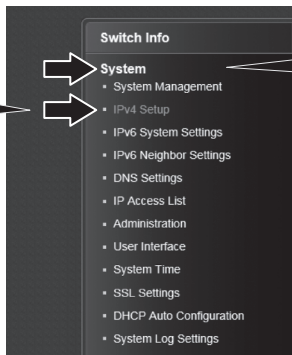 Switch Info
System
▪ System Management
▪ IPv4 Setup
▪ IPv6 System Settings
▪ IPv6 Neighbor Settings
▪ DNS Settings
▪ IP Access List
▪ Administration
▪ User Interface
▪ System Time
▪ SSL Settings
▪ DHCP Auto Configuration
▪ System Log Settings